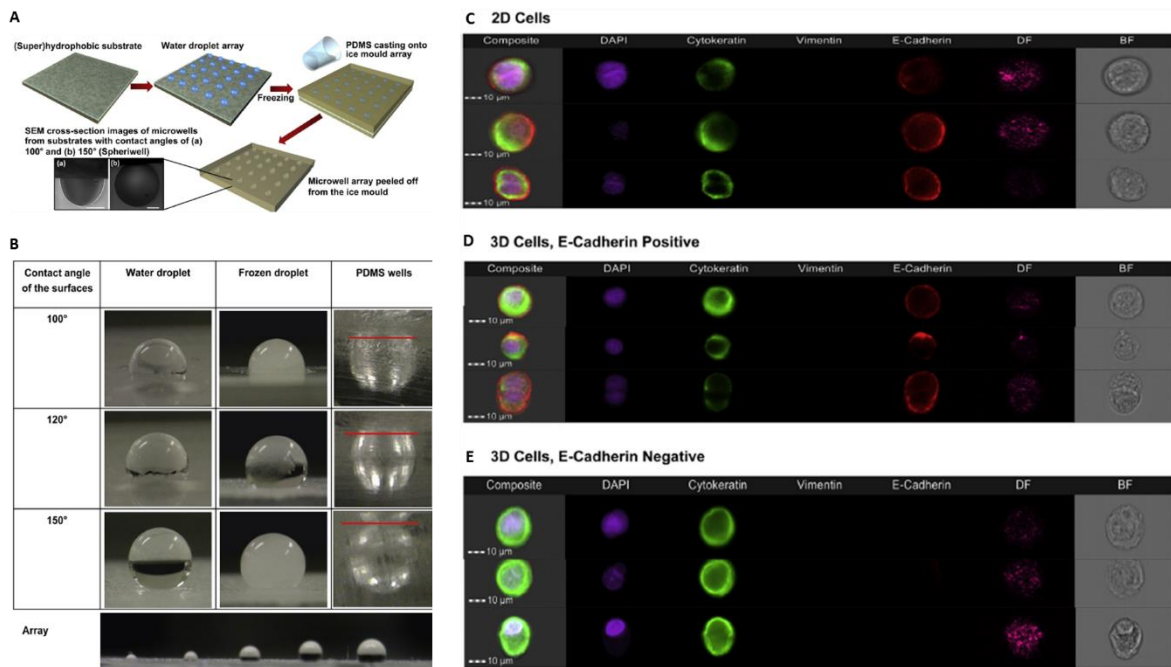 A
(Super)hydrophobic substrate
Water droplet array
PDMS casting onto
ice mould array
Freezing
SEM cross-section images of microwells
from substrates with contact angles of (a)
100° and (b) 150° (Spheriwell)
(a)
(b)
Microwell array peeled off
from the ice mould
B
Contact angle
of the surfaces
Water droplet
Frozen droplet
PDMS wells
100°
120°
150°
Array
C
2D Cells
Composite
DAPI
Cytokeratin
Vimentin
E-Cadherin
DF
BF
10 µm
10 µm
10 µm
D
3D Cells, E-Cadherin Positive
Composite
DAPI
Cytokeratin
Vimentin
E-Cadherin
DF
BF
10 µm
10 µm
10 µm
E
3D Cells, E-Cadherin Negative
Composite
DAPI
Cytokeratin
Vimentin
E-Cadherin
DF
BF
10 µm
10 µm
10 µm